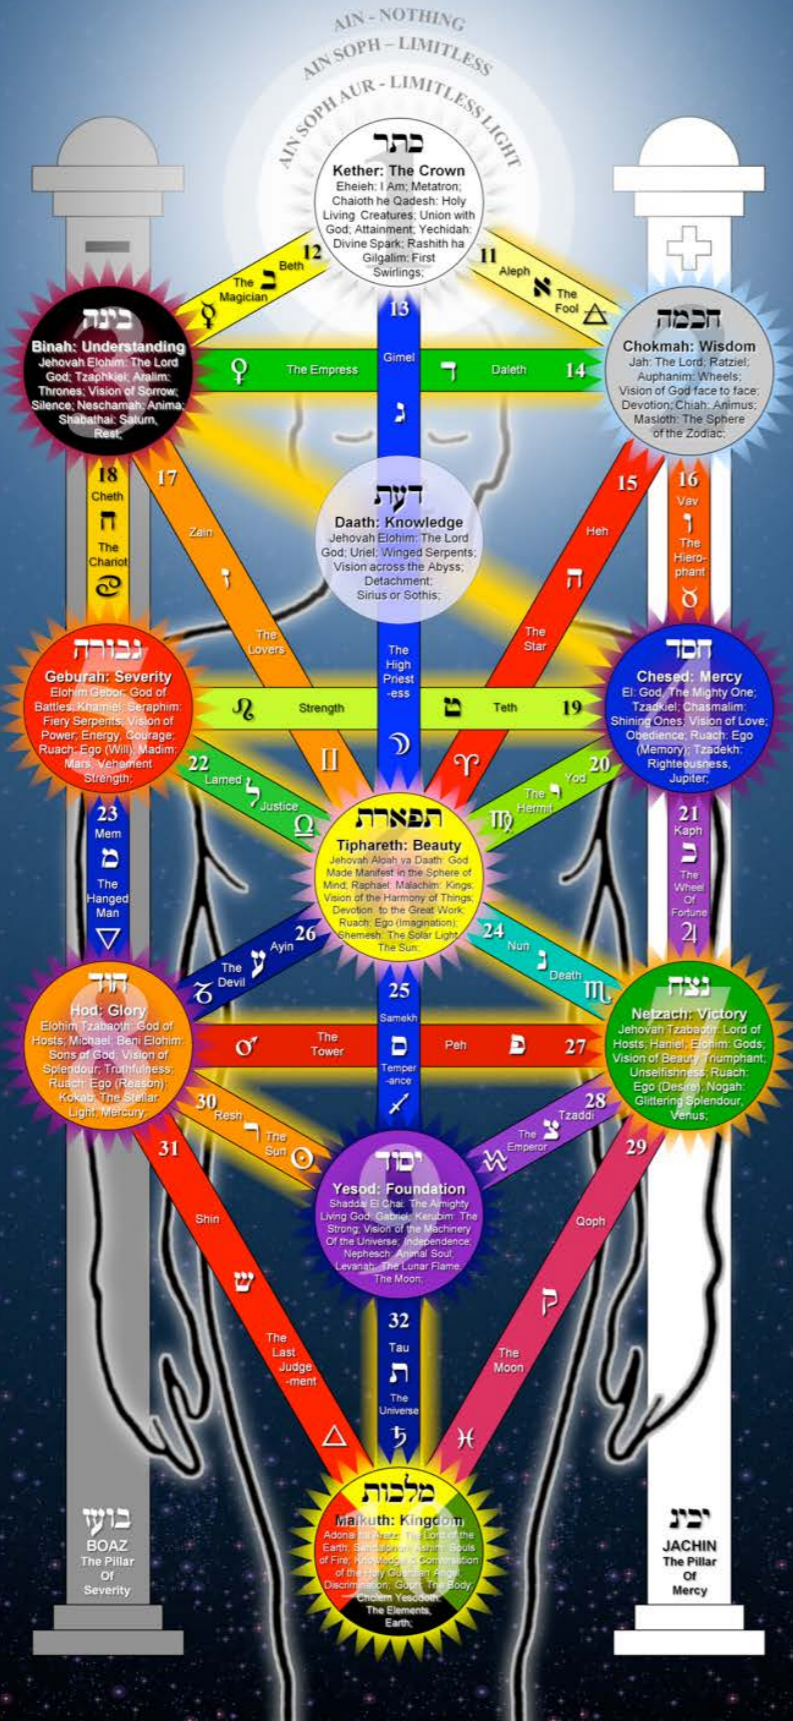 AIN - NOTHING
AIN SOPH – LIMITLESS
AIN SOPH AUR - LIMITLESS LIGHT
1
כתר
Kether: The Crown
Eheieh: I Am; Metatron;
Chaioth he Qadesh: Holy
Living Creatures; Union with
God; Attainment; Yechidah:
Divine Spark; Rashith ha
Gilgalim: First
Swirlings;
12
Beth
ב
The
Magician
☿
11
Aleph
א
The
Fool
🜁
13
Gimel
ג
The
High
Priest
-ess
☽
3
בינה
Binah: Understanding
Jehovah Elohim: The Lord
God; Tzaphkiel; Aralim:
Thrones; Vision of Sorrow;
Silence; Neschamah: Anima;
Shabathai: Saturn,
Rest;
חכמה
Chokmah: Wisdom
Jah: The Lord; Ratziel;
Auphanim: Wheels;
Vision of God face to face;
Devotion; Chiah: Animus;
Masloth: The Sphere
of the Zodiac;
♀
The Empress
ד
Daleth
14
דעת
Daath: Knowledge
Jehovah Elohim: The Lord
God; Uriel; Winged Serpents;
Vision across the Abyss;
Detachment;
Sirius or Sothis;
18
Cheth
ח
The
Chariot
♋
17
Zain
ז
The
Lovers
♊
15
Heh
ה
The
Star
♈
16
Vav
ו
The
Hiero-
phant
♉
5
גבורה
Geburah: Severity
Elohim Gebor: God of
Battles; Khamiel; Seraphim:
Fiery Serpents; Vision of
Power; Energy, Courage;
Ruach: Ego (Will); Madim:
Mars, Vehement
Strength;
4
חסד
Chesed: Mercy
El: God, The Mighty One;
Tzadkiel; Chasmalim:
Shining Ones; Vision of Love;
Obedience; Ruach: Ego
(Memory); Tzadekh:
Righteousness,
Jupiter;
♌
Strength
ט
Teth
19
22
Lamed
ל
Justice
♎
20
Yod
י
The
Hermit
♍
23
Mem
מ
The
Hanged
Man
▽
21
Kaph
כ
The
Wheel
Of
Fortune
♃
תפארת
Tiphareth: Beauty
Jehovah Aloah va Daath: God
Made Manifest in the Sphere of
Mind; Raphael; Malachim: Kings;
Vision of the Harmony of Things;
Devotion to the Great Work;
Ruach: Ego (Imagination);
Shemesh: The Solar Light,
The Sun;
26
Ayin
ע
The
Devil
♑
24
Nun
נ
Death
♏
25
Samekh
ס
Temper
-ance
♐
8
הוד
Hod: Glory
Elohim Tzabaoth: God of
Hosts; Michael; Beni Elohim:
Sons of God; Vision of
Splendour; Truthfulness;
Ruach: Ego (Reason);
Kokab: The Stellar
Light, Mercury;
7
נצח
Netzach: Victory
Jehovah Tzabaoth: Lord of
Hosts; Haniel; Elohim: Gods;
Vision of Beauty Triumphant;
Unselfishness; Ruach:
Ego (Desire); Nogah:
Glittering Splendour,
Venus;
♂
The
Tower
פ
Peh
27
30
Resh
ר
The
Sun
☉
28
Tzaddi
צ
The
Emperor
♒
9
יסוד
Yesod: Foundation
Shaddai El Chai: The Almighty
Living God; Gabriel; Kerubim: The
Strong; Vision of the Machinery
Of the Universe; Independence;
Nephesch: Animal Soul;
Levanah: The Lunar Flame,
The Moon;
31
Shin
ש
The
Last
Judge
-ment
△
29
Qoph
ק
The
Moon
♓
32
Tau
ת
The
Universe
♄
10
מלכות
Malkuth: Kingdom
Adonai ha Aretz: The Lord of the
Earth; Sandalphon; Ashim: Souls
of Fire; Knowledge & Conversation
of the Holy Guardian Angel;
Discrimination; Guph: The Body;
Cholem Yesodoth:
The Elements,
Earth;
בועז
BOAZ
The Pillar
Of
Severity
יכינ
JACHIN
The Pillar
Of
Mercy